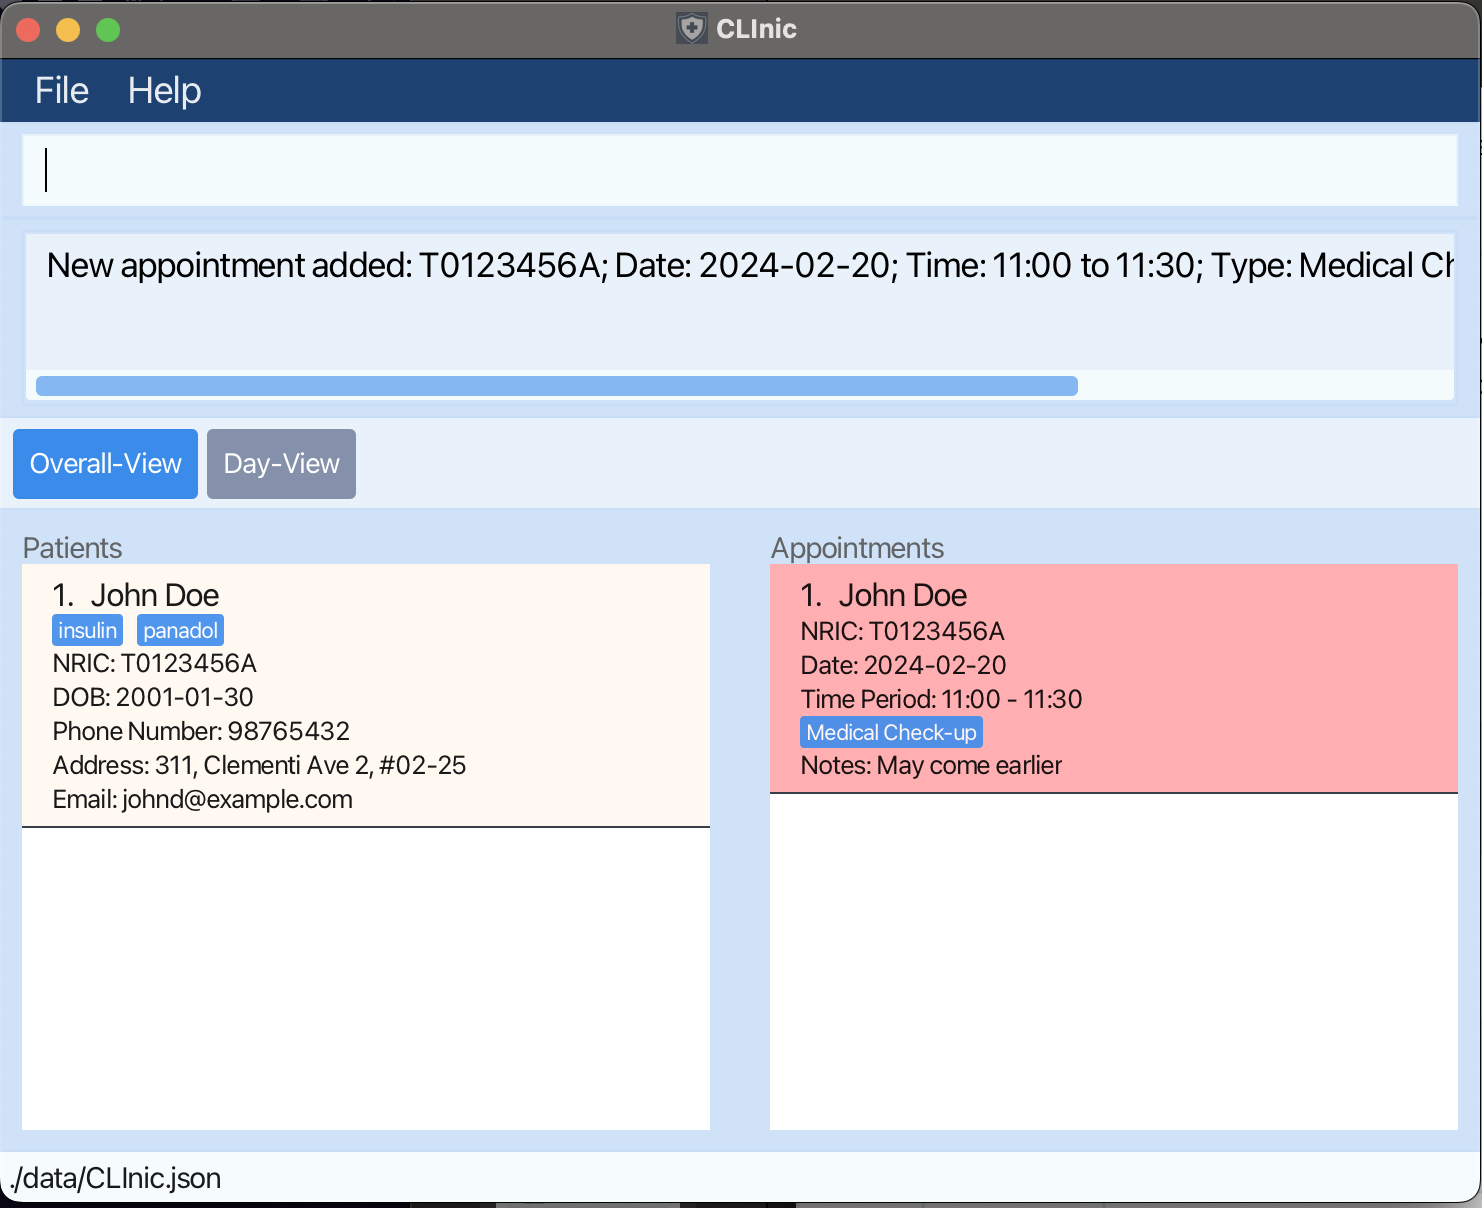 CLInic
File Help
New appointment added: T0123456A; Date: 2024-02-20; Time: 11:00 to 11:30; Type: Medical
Overall-View Day-View
Patients
1. John Doe
insulin panadol
NRIC: T0123456A
DOB: 2001-01-30
Phone Number: 98765432
Address: 311, Clementi Ave 2, #02-25
Email: johnd@example.com
Appointments
1. John Doe
NRIC: T0123456A
Date: 2024-02-20
Time Period: 11:00 - 11:30
Medical Check-up
Notes: May come earlier
./data/CLInic.json